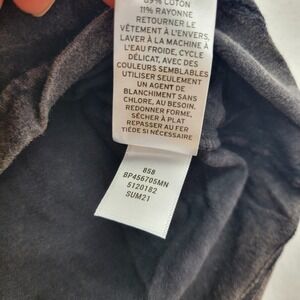 89% COTON
11% RAYONNE
RETOURNER LE
VÊTEMENT À L'ENVERS.
LAVER À LA MACHINE À
L'EAU FROIDE, CYCLE
DÉLICAT, AVEC DES
COULEURS SEMBLABLES
UTILISER SEULEMENT
UN AGENT DE
BLANCHIMENT SANS
CHLORE, AU BESOIN.
REDONNER FORME,
SÉCHER À PLAT
REPASSER AU FER
TIÈDE SI NÉCESSAIRE
858
BP456705MN
5120182
SUM21